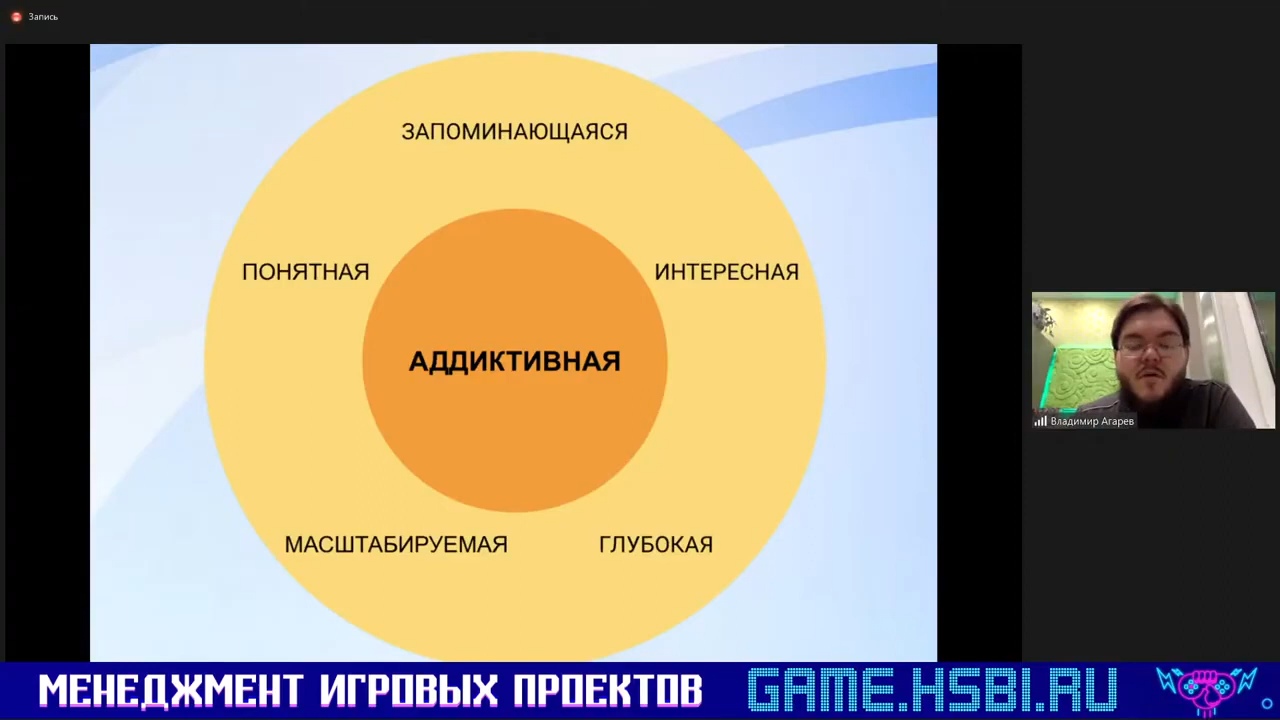 Запись
ЗАПОМИНАЮЩАЯСЯ
ПОНЯТНАЯ
ИНТЕРЕСНАЯ
АДДИКТИВНАЯ
МАСШТАБИРУЕМАЯ
ГЛУБОКАЯ
Владимир Агарев
МЕНЕДЖМЕНТ ИГРОВЫХ ПРОЕКТОВ
GAME.HSBI.RU